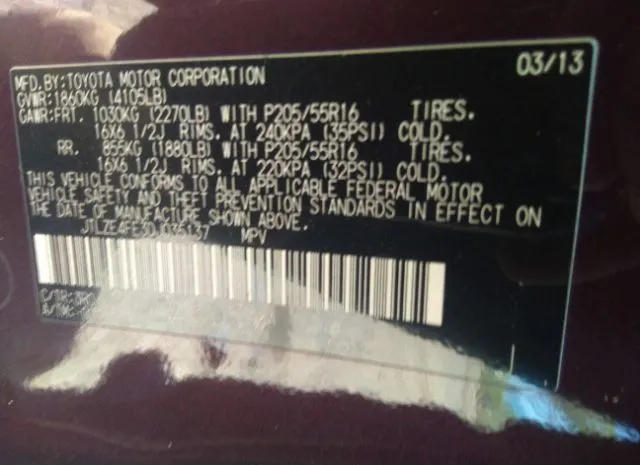 MFD.BY:TOYOTA MOTOR CORPORATION 03/13
GVWR:1860KG (4105LB)
GAWR:FRT. 1030KG (2270LB) WITH P205/55R16 TIRES.
16X6 1/2J RIMS. AT 240KPA (35PSI) COLD.
RR. 855KG (1880LB) WITH P205/55R16 TIRES.
16X6 1/2J RIMS. AT 220KPA (32PSI) COLD.
THIS VEHICLE CONFORMS TO ALL APPLICABLE FEDERAL MOTOR
VEHICLE SAFETY AND THEFT PREVENTION STANDARDS IN EFFECT ON
THE DATE OF MANUFACTURE SHOWN ABOVE.
JTLZE4FE3DJ035137 MPV
C/TR:
A/TM: